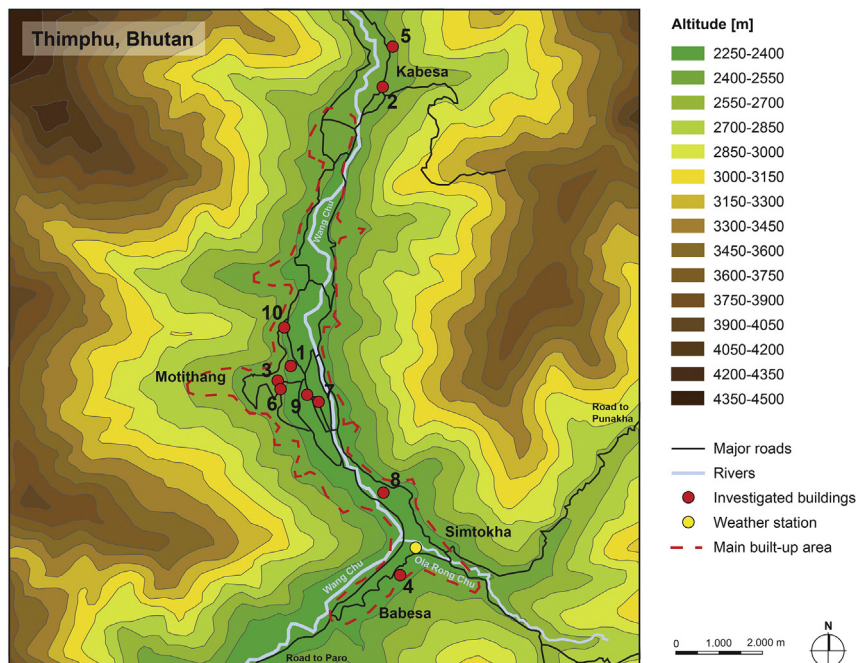 Thimphu, Bhutan
5
Kabesa
2
Wang Chu
10
1
Motithang
3
6
9
7
Road to
Punakha
8
Simtokha
Wang Chu
Ola Rong Chu
4
Babesa
Road to Paro
Altitude [m]
2250-2400
2400-2550
2550-2700
2700-2850
2850-3000
3000-3150
3150-3300
3300-3450
3450-3600
3600-3750
3750-3900
3900-4050
4050-4200
4200-4350
4350-4500
Major roads
Rivers
Investigated buildings
Weather station
Main built-up area
0 1.000 2.000 m
N